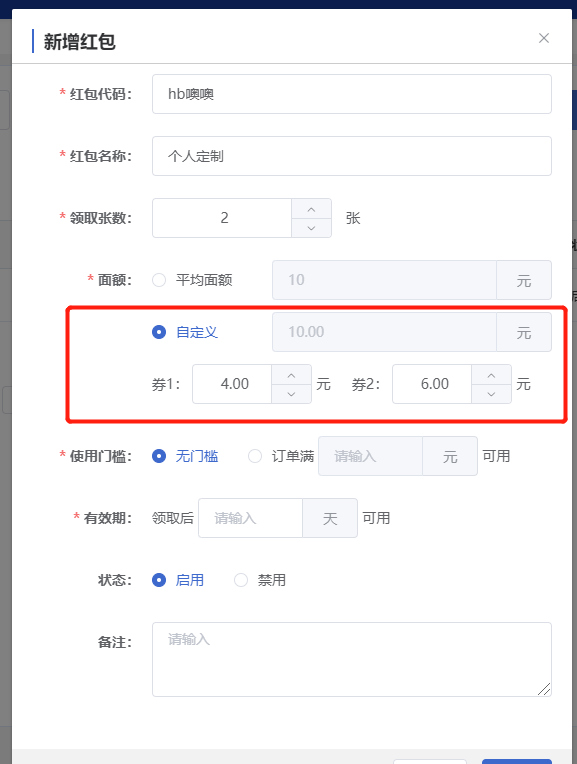 新增红包
* 红包代码： hb噢噢
* 红包名称： 个人定制
* 领取张数： 2 张
* 面额： 平均面额 10 元
自定义 10.00 元
券1： 4.00 元 券2： 6.00 元
* 使用门槛： 无门槛 订单满 请输入 元 可用
* 有效期： 领取后 请输入 天 可用
状态： 启用 禁用
备注： 请输入